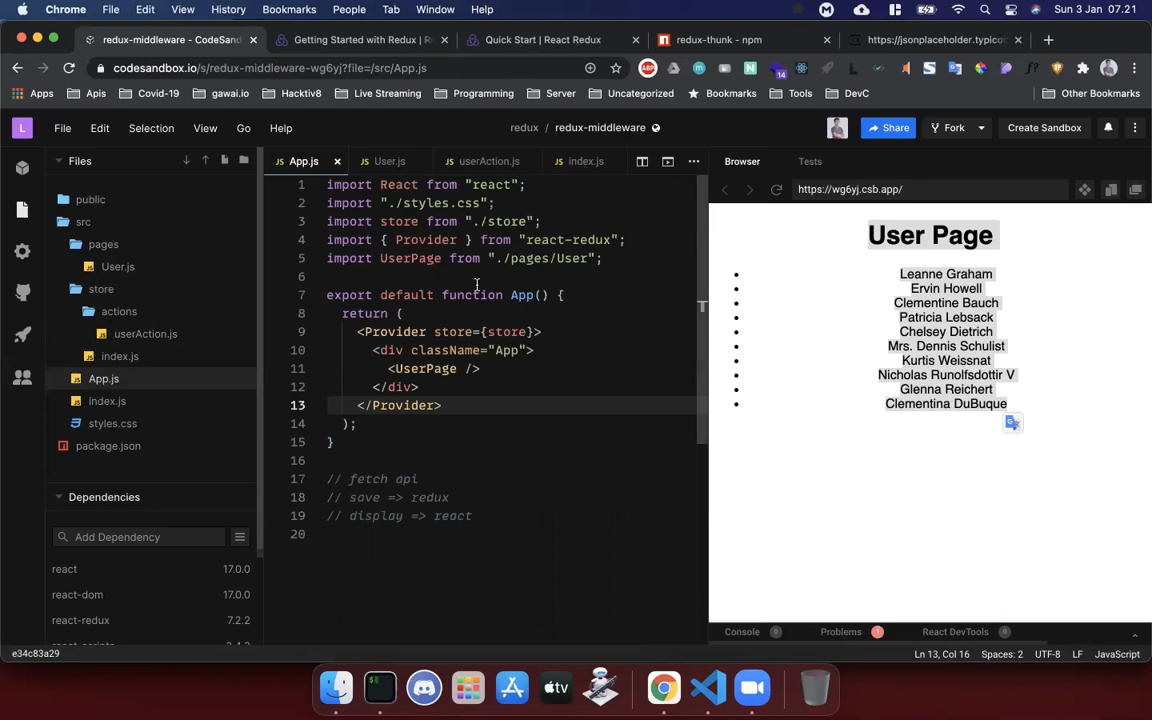 Chrome File Edit View History Bookmarks People Tab Window Help Sun 3 Jan 07.21
redux-middleware - CodeSand Getting Started with Redux | R Quick Start | React Redux redux-thunk - npm https://jsonplaceholder.typico
codesandbox.io/s/redux-middleware-wg6yj?file=/src/App.js ABP 14
Apps Apis Covid-19 gawai.io Hacktiv8 Live Streaming Programming Server Uncategorized Bookmarks Tools DevC Other Bookmarks
L File Edit Selection View Go Help redux / redux-middleware Share Fork Create Sandbox
Files App.js User.js userAction.js index.js Browser Tests
public
src
pages
User.js
store
actions
userAction.js
index.js
App.js
index.js
styles.css
package.json
Dependencies
Add Dependency
react 17.0.0
react-dom 17.0.0
react-redux 7.2.2
1 import React from "react";
2 import "./styles.css";
3 import store from "./store";
4 import { Provider } from "react-redux";
5 import UserPage from "./pages/User";
6
7 export default function App() {
8 return (
9 <Provider store={store}>
10 <div className="App">
11 <UserPage />
12 </div>
13 </Provider>
14 );
15 }
16
17 // fetch api
18 // save => redux
19 // display => react
20
https://wg6yj.csb.app/
User Page
Leanne Graham
Ervin Howell
Clementine Bauch
Patricia Lebsack
Chelsey Dietrich
Mrs. Dennis Schulist
Kurtis Weissnat
Nicholas Runolfsdottir V
Glenna Reichert
Clementina DuBuque
Console 0 Problems 1 React DevTools 0
e34c83a29 Ln 13, Col 16 Spaces: 2 UTF-8 LF JavaScript
tv